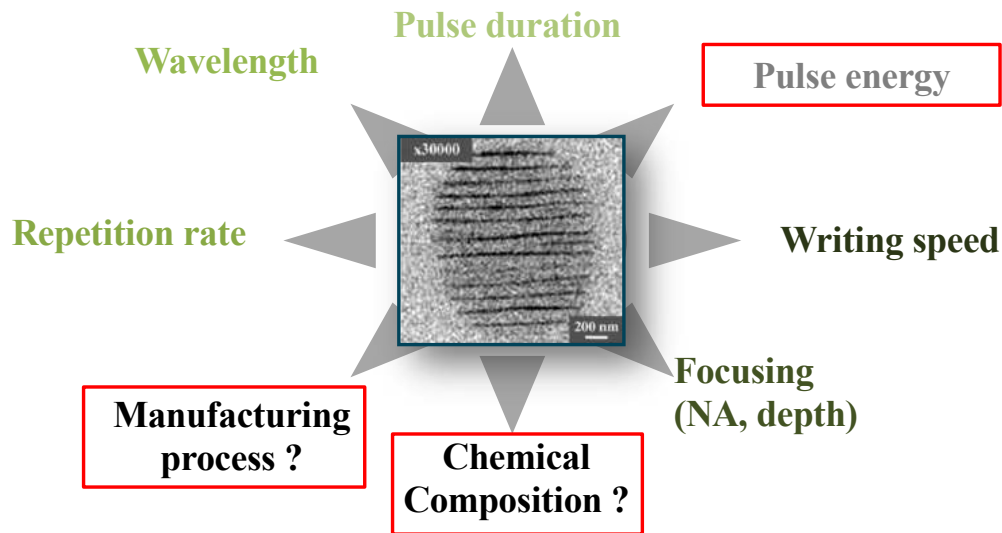 Pulse duration
Wavelength
Pulse energy
x30000
Repetition rate
Writing speed
200 nm
Focusing
(NA, depth)
Manufacturing
process ?
Chemical
Composition ?